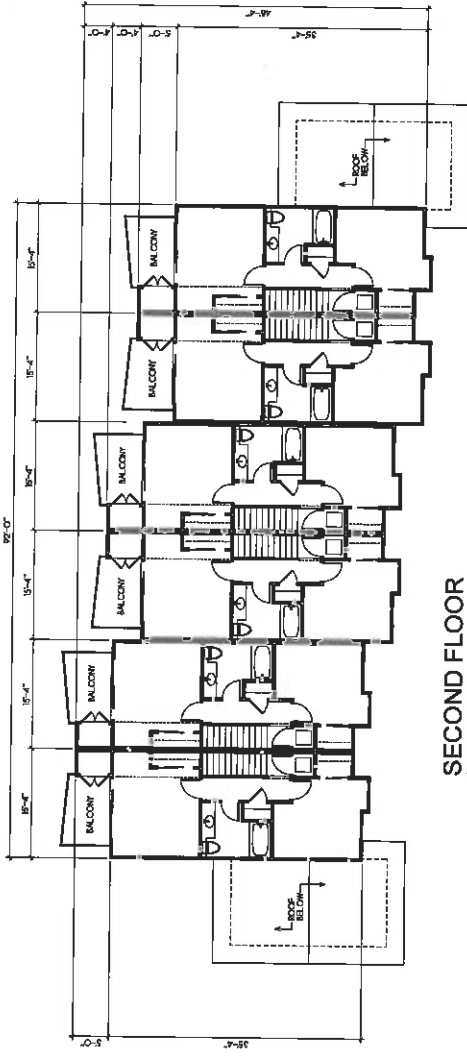 48'-4"
4'-0"
4'-0"
5'-0"
35'-4"
92'-0"
15'-4"
15'-4"
15'-4"
15'-4"
15'-4"
15'-4"
BALCONY
BALCONY
BALCONY
BALCONY
BALCONY
BALCONY
ROOF
BELOW
ROOF
BELOW
5'-0"
35'-4"
SECOND FLOOR